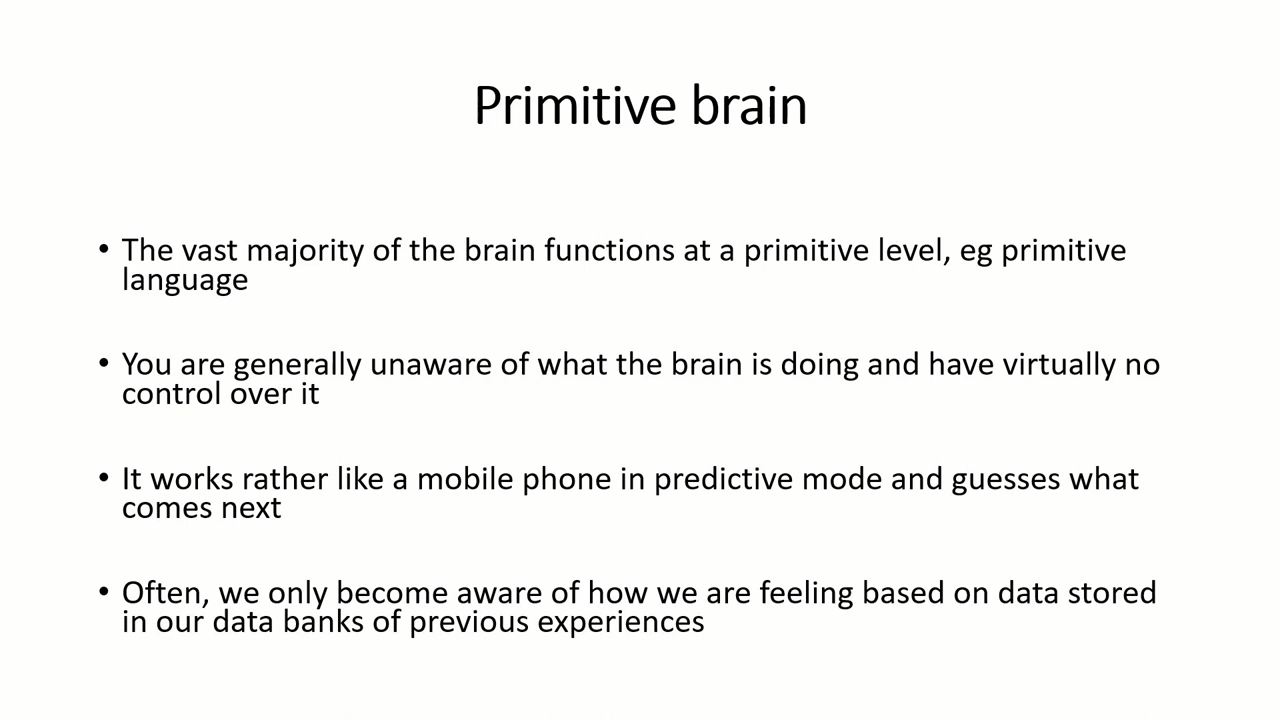 Primitive brain
• The vast majority of the brain functions at a primitive level, eg primitive
language
• You are generally unaware of what the brain is doing and have virtually no
control over it
• It works rather like a mobile phone in predictive mode and guesses what
comes next
• Often, we only become aware of how we are feeling based on data stored
in our data banks of previous experiences